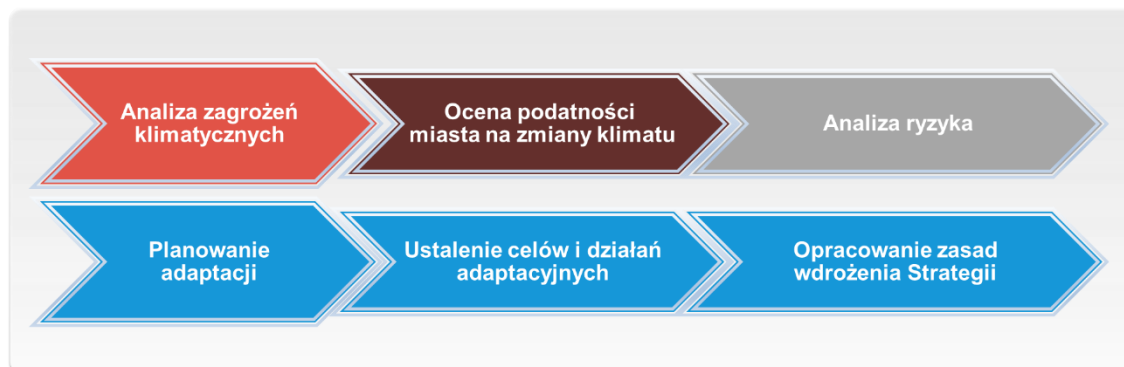 Analiza zagrożeń
klimatycznych
Ocena podatności
miasta na zmiany klimatu
Analiza ryzyka
Planowanie
adaptacji
Ustalenie celów i działań
adaptacyjnych
Opracowanie zasad
wdrożenia Strategii